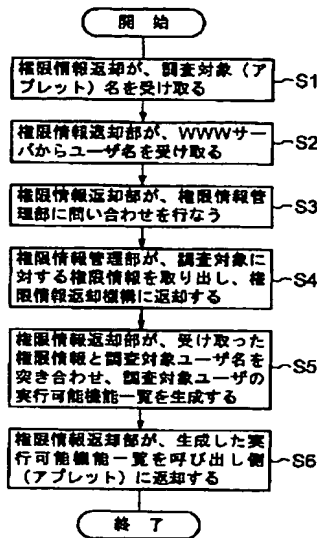 開 始
権限情報返却部が、調査対象（ア
プレット）名を受け取る
S1
権限情報返却部が、WWWサー
バからユーザ名を受け取る
S2
権限情報返却部が、権限情報管
理部に問い合わせを行なう
S3
権限情報管理部が、調査対象に
対する権限情報を取り出し、権
限情報返却機構に返却する
S4
権限情報返却部が、受け取った
権限情報と調査対象ユーザ名を
突き合わせ、調査対象ユーザの
実行可能機能一覧を生成する
S5
権限情報返却部が、生成した実
行可能機能一覧を呼び出し側
（アプレット）に返却する
S6
終 了